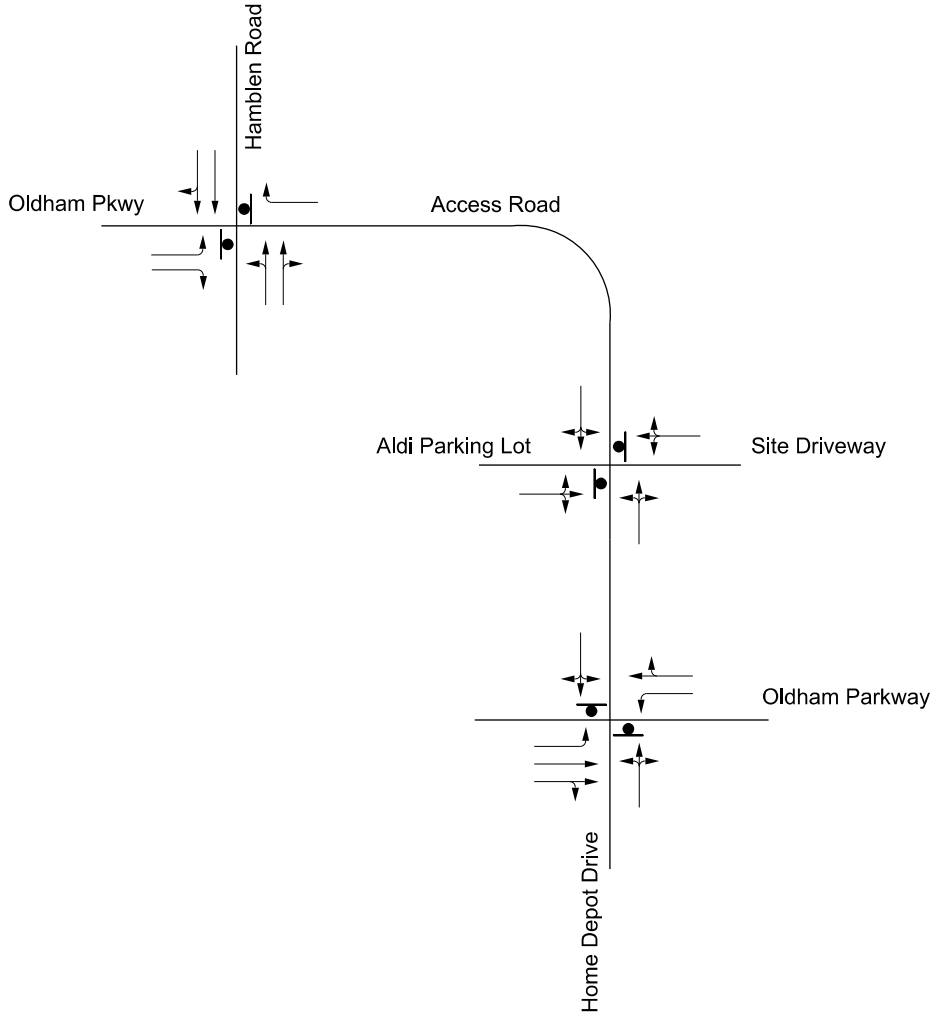 Hamblen Road
Oldham Pkwy
Access Road
Aldi Parking Lot
Site Driveway
Oldham Parkway
Home Depot Drive